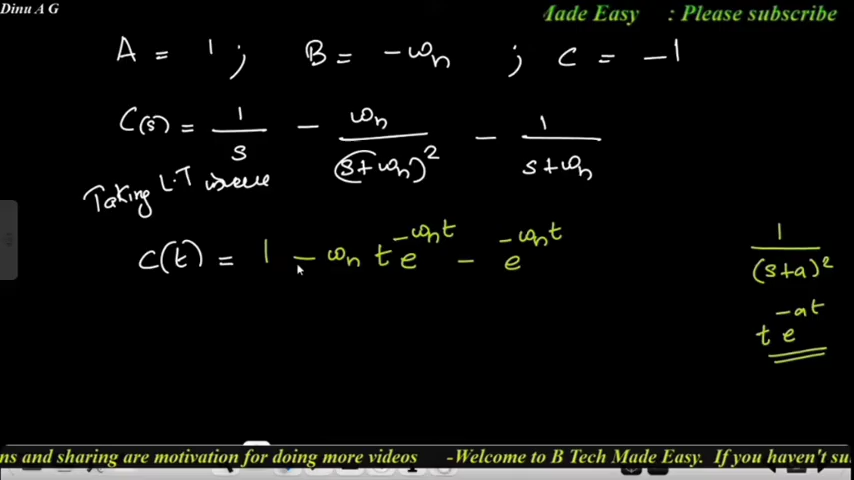 Dinu A G
Made Easy : Please subscribe
A = 1 ; B = -ωn ; C = -1
C(s) = 1/s - ωn/(s+ωn)² - 1/(s+ωn)
Taking L.T inverse
c(t) = 1 - ωn t e^(-ωn t) - e^(-ωn t)
1/(s+a)²
t e^(-at)
ns and sharing are motivation for doing more videos -Welcome to B Tech Made Easy. If you haven't su